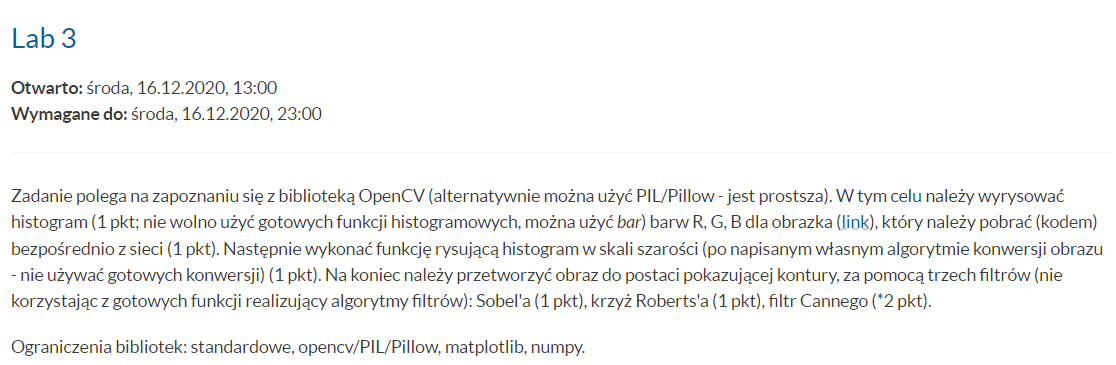 Lab 3
Otwarto: środa, 16.12.2020, 13:00
Wymagane do: środa, 16.12.2020, 23:00
Zadanie polega na zapoznaniu się z biblioteką OpenCV (alternatywnie można użyć PIL/Pillow - jest prostsza). W tym celu należy wyrysować
histogram (1 pkt; nie wolno użyć gotowych funkcji histogramowych, można użyć bar) barw R, G, B dla obrazka (link), który należy pobrać (kodem)
bezpośrednio z sieci (1 pkt). Następnie wykonać funkcję rysującą histogram w skali szarości (po napisanym własnym algorytmie konwersji obrazu
- nie używać gotowych konwersji) (1 pkt). Na koniec należy przetworzyć obraz do postaci pokazującej kontury, za pomocą trzech filtrów (nie
korzystając z gotowych funkcji realizujący algorytmy filtrów): Sobel'a (1 pkt), krzyż Roberts'a (1 pkt), filtr Cannego (*2 pkt).
Ograniczenia bibliotek: standardowe, opencv/PIL/Pillow, matplotlib, numpy.